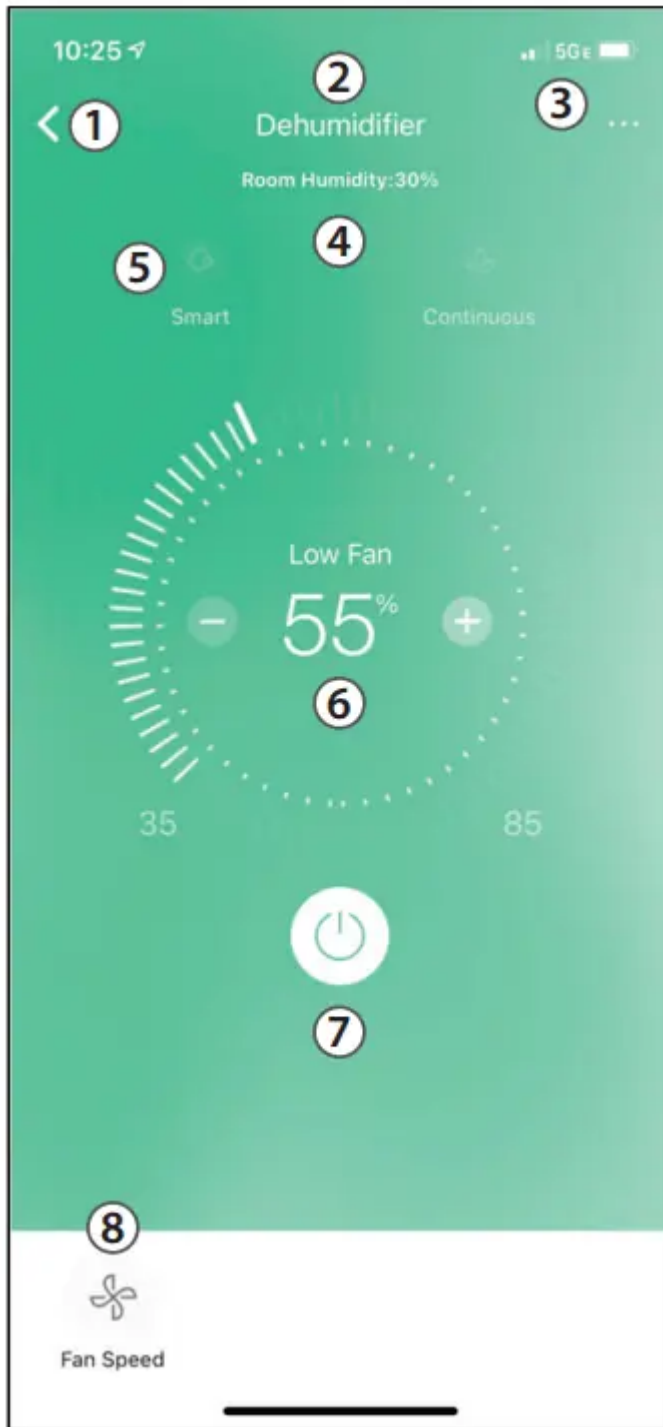 10:25 5GE
2
3
1
Dehumidifier
...
Room Humidity:30%
4
5
Smart Continuous
Low Fan
55%
6
35 85
7
8
Fan Speed